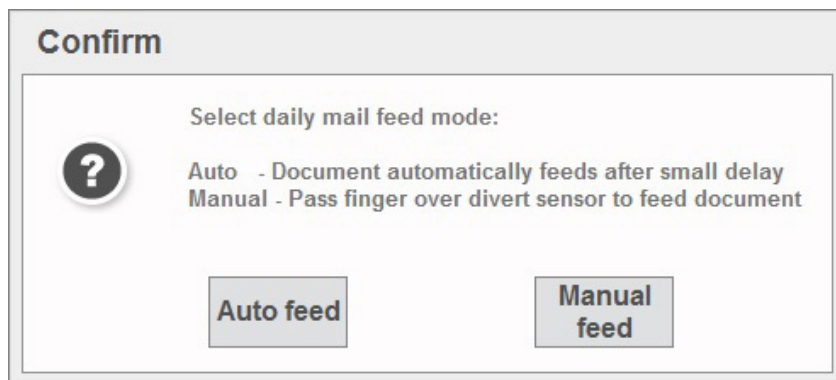 Confirm
Select daily mail feed mode:
Auto - Document automatically feeds after small delay
Manual - Pass finger over divert sensor to feed document
Auto feed
Manual
feed